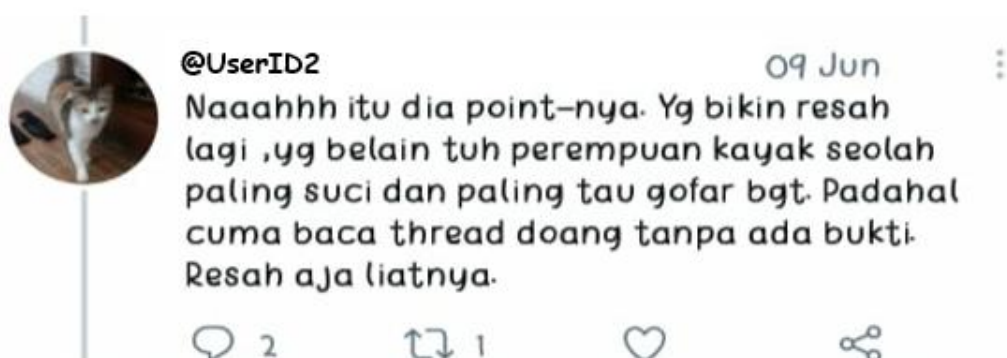 @UserID2 09 Jun
Naaahhh itu dia point-nya. Yg bikin resah
lagi ,yg belain tuh perempuan kayak seolah
paling suci dan paling tau gofar bgt. Padahal
cuma baca thread doang tanpa ada bukti.
Resah aja liatnya.
2 1